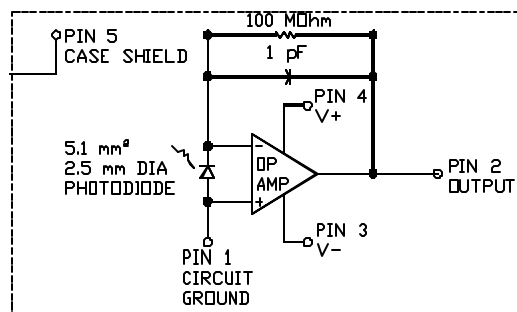 100 MOhm
PIN 5
CASE SHIELD
1 pF
PIN 4
V+
5.1 mm²
2.5 mm DIA
PHOTODIODE
-
OP
AMP
+
PIN 2
OUTPUT
PIN 3
V-
PIN 1
CIRCUIT
GROUND